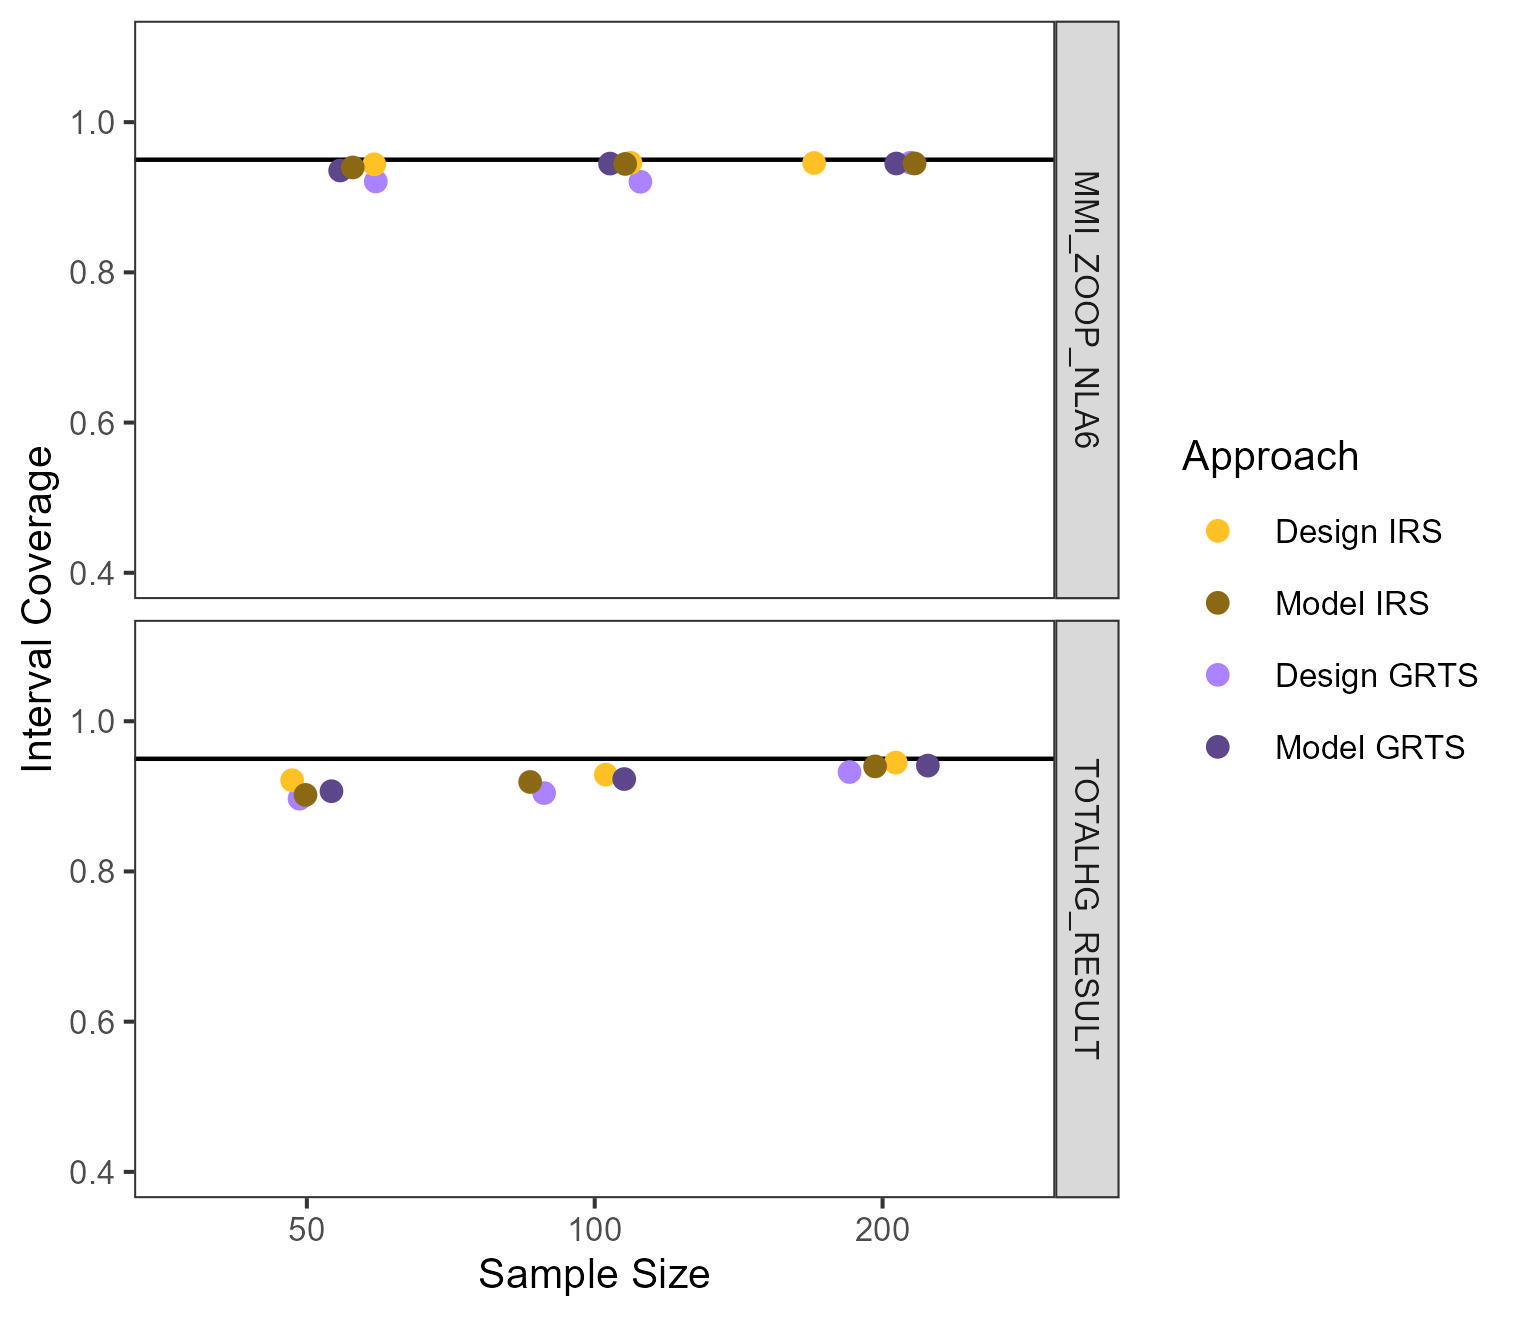 1.0
0.8
0.6
0.4
MMI_ZOOP_NLA6
1.0
0.8
0.6
0.4
TOTALHG_RESULT
Interval Coverage
50
100
200
Sample Size
Approach
Design IRS
Model IRS
Design GRTS
Model GRTS